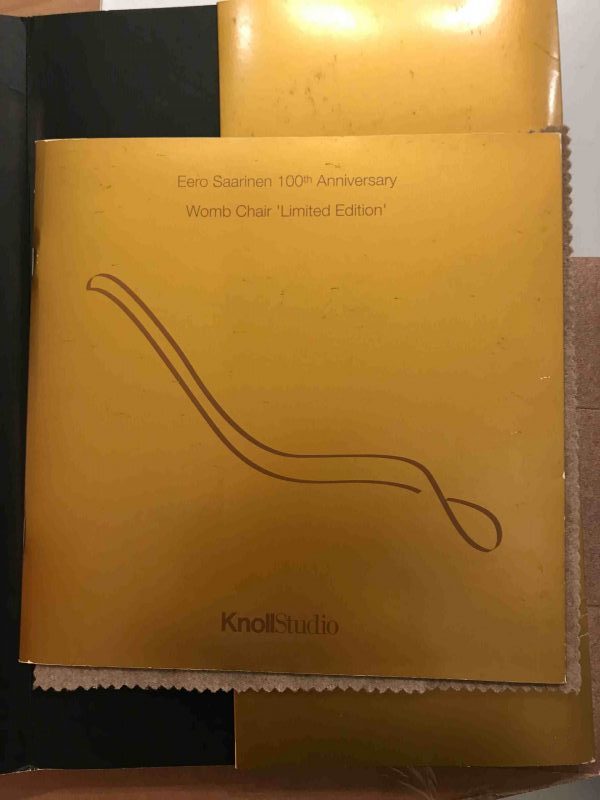 Eero Saarinen 100th Anniversary
Womb Chair 'Limited Edition'
KnollStudio